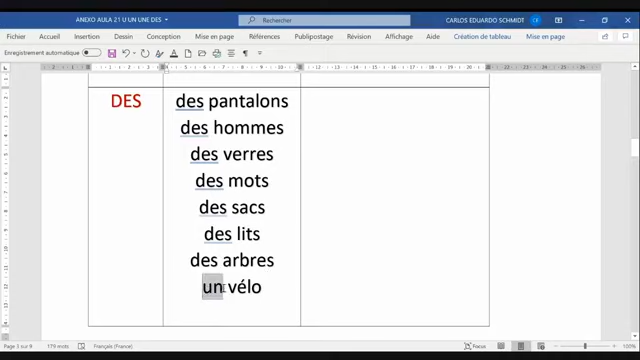 ANEXO AULA 21 U UN UNE DES
Rechercher
CARLOS EDUARDO SCHMIDT CE
Fichier Accueil Insertion Dessin Conception Mise en page Références Publipostage Révision Affichage Aide Création de tableau Mise en page
Enregistrement automatique
DES
des pantalons
des hommes
des verres
des mots
des sacs
des lits
des arbres
un vélo
Page 3 sur 9 179 mots Français (France) Focus 100%